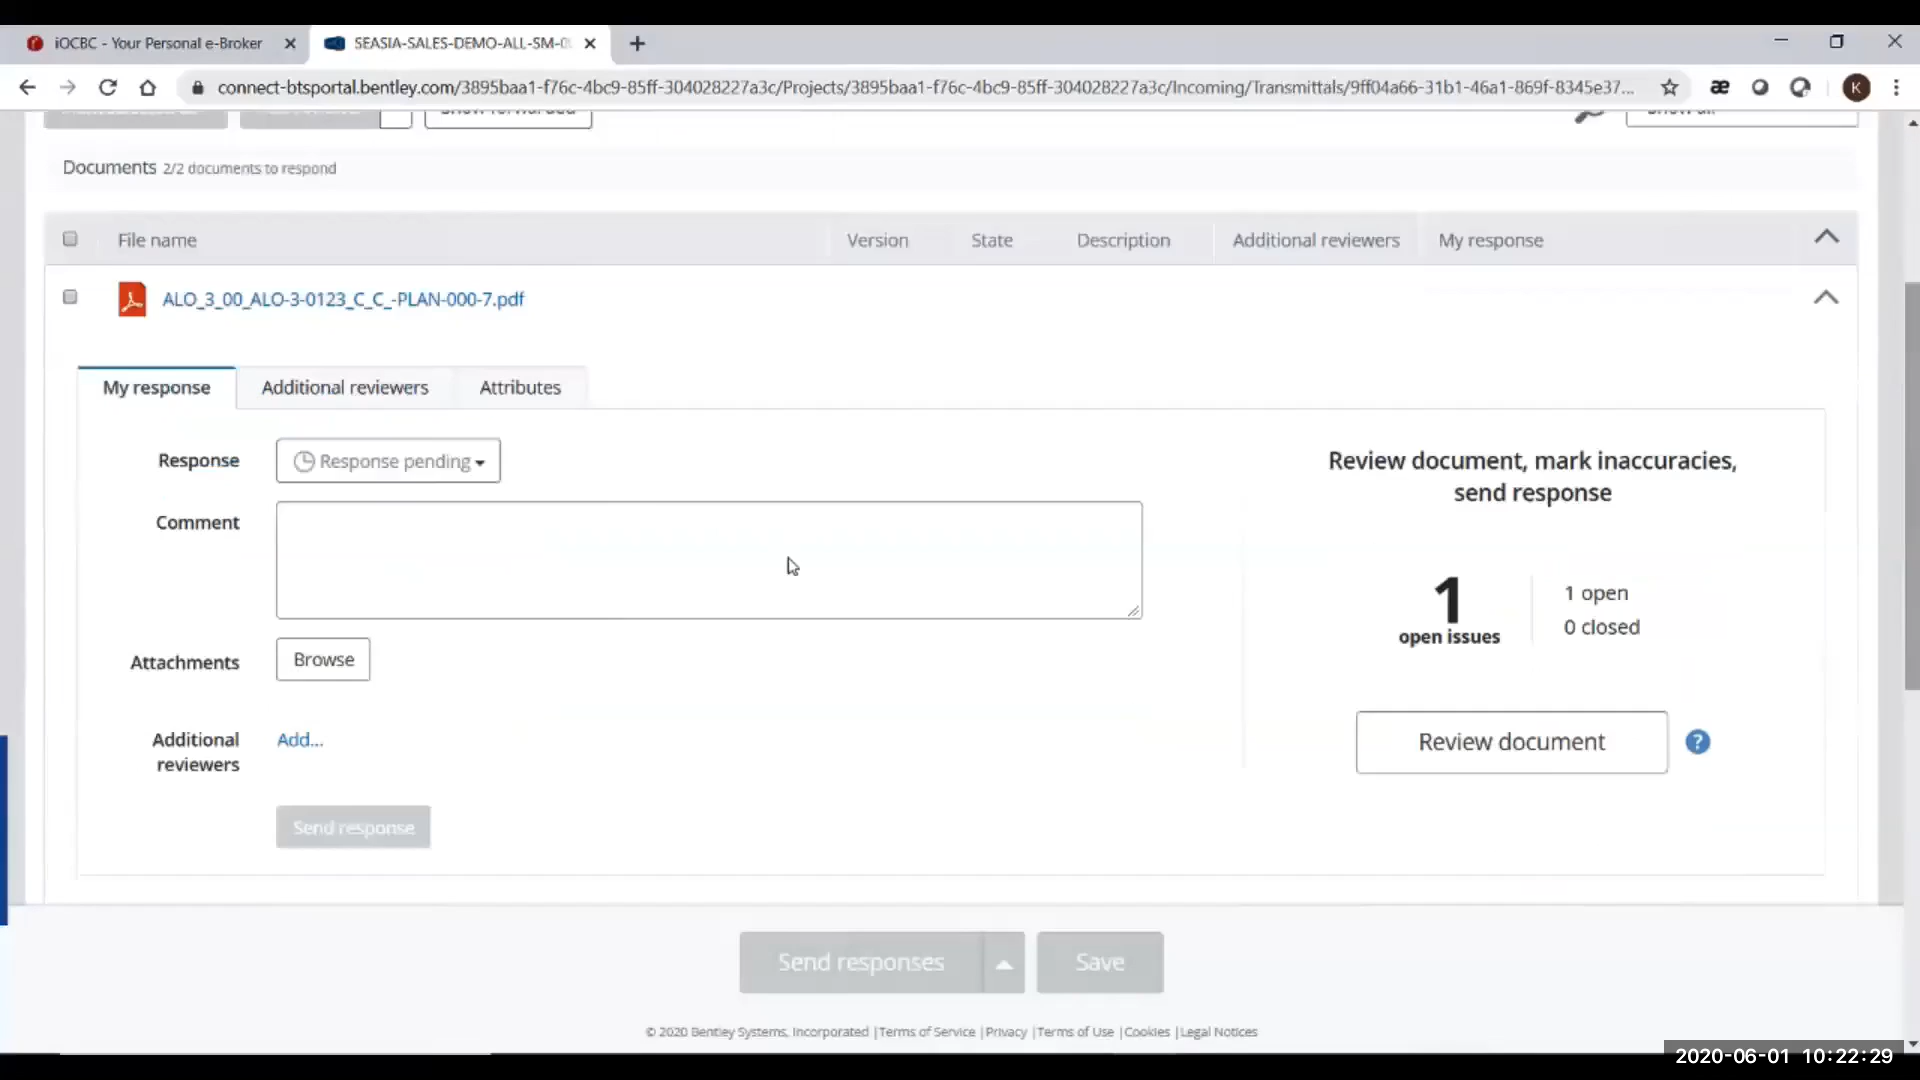 iOCBC - Your Personal e-Broker
SEASIA-SALES-DEMO-ALL-SM-0
connect-btsportal.bentley.com/3895baa1-f76c-4bc9-85ff-304028227a3c/Projects/3895baa1-f76c-4bc9-85ff-304028227a3c/Incoming/Transmittals/9ff04a66-31b1-46a1-869f-8345e37...
K
Documents 2/2 documents to respond
File name Version State Description Additional reviewers My response
ALO_3_00_ALO-3-0123_C_C_-PLAN-000-7.pdf
My response Additional reviewers Attributes
Response Response pending
Review document, mark inaccuracies,
send response
Comment
1 open issues
1 open
0 closed
Attachments Browse
Additional reviewers Add...
Review document ?
Send response
Send responses Save
© 2020 Bentley Systems, Incorporated |Terms of Service |Privacy |Terms of Use |Cookies |Legal Notices
2020-06-01 10:22:29